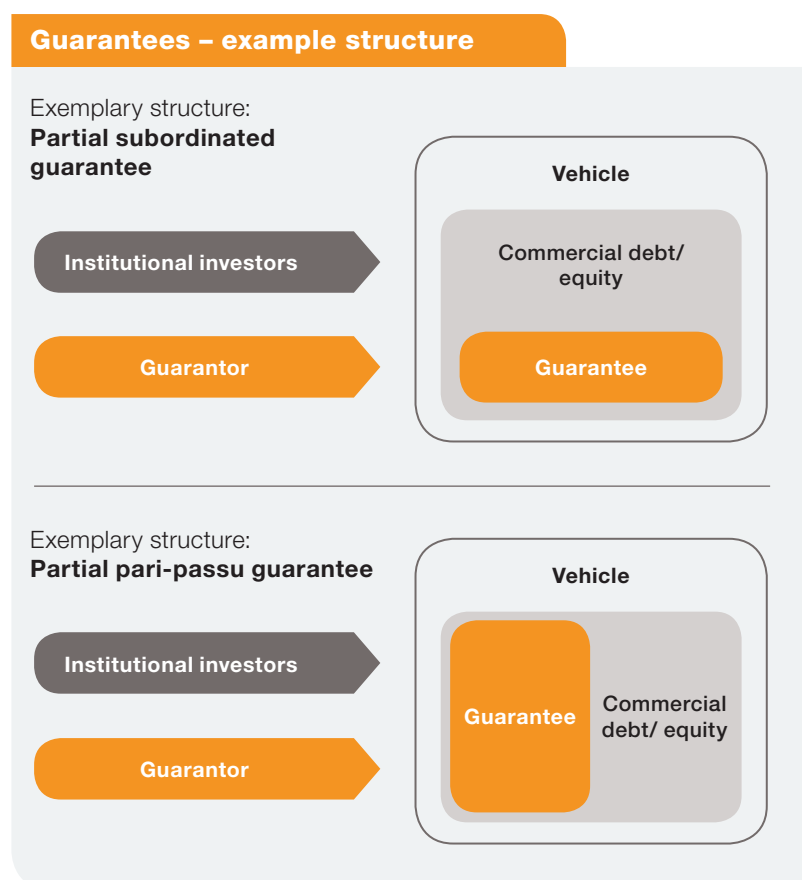 Guarantees – example structure
Exemplary structure:
Partial subordinated
guarantee
Institutional investors
Guarantor
Vehicle
Commercial debt/
equity
Guarantee
Exemplary structure:
Partial pari-passu guarantee
Institutional investors
Guarantor
Vehicle
Guarantee
Commercial
debt/ equity